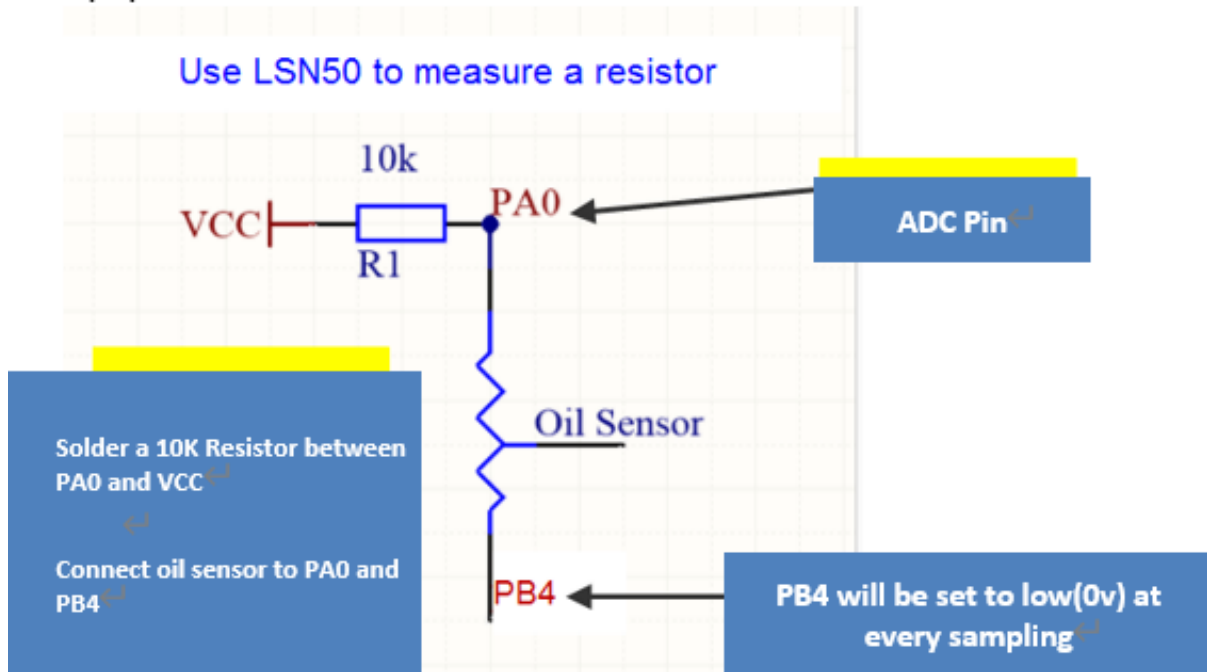 Use LSN50 to measure a resistor
10k
PA0
VCC
R1
ADC Pin
Oil Sensor
Solder a 10K Resistor between
PA0 and VCC
Connect oil sensor to PA0 and
PB4
PB4
PB4 will be set to low(0v) at
every sampling